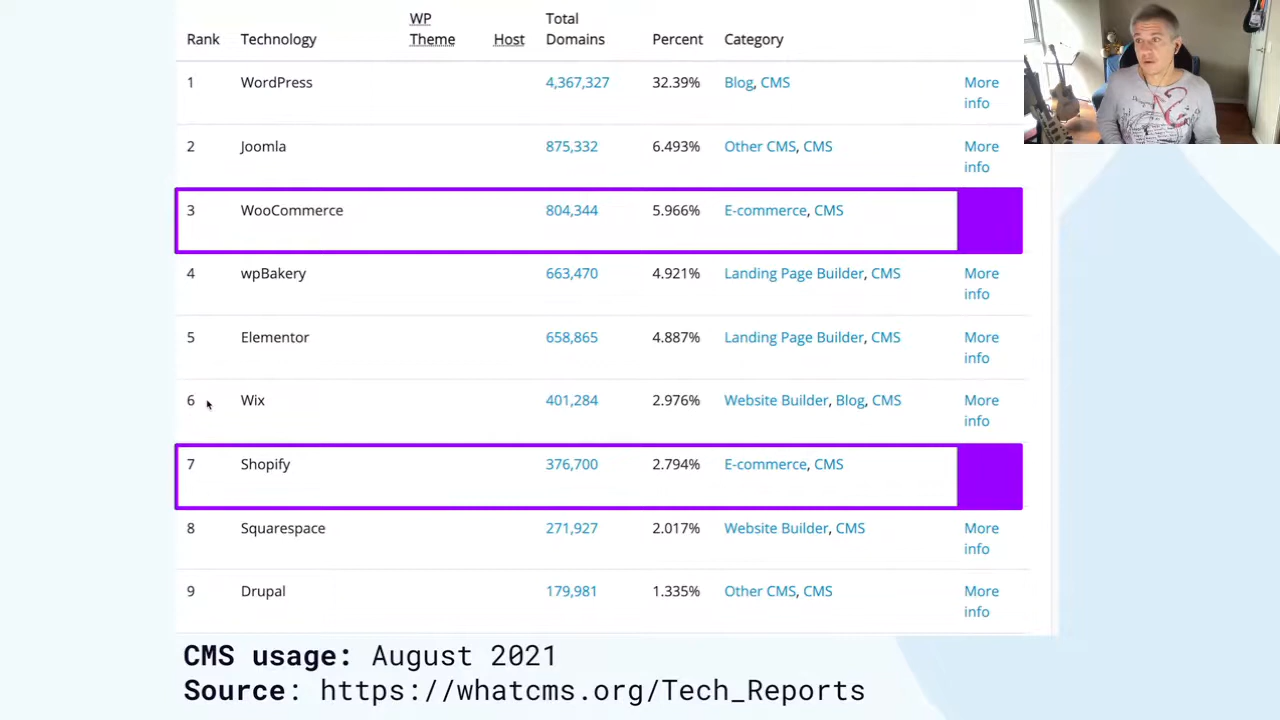 WP Total
Rank Technology Theme Host Domains Percent Category
1 WordPress 4,367,327 32.39% Blog, CMS More
info
2 Joomla 875,332 6.493% Other CMS, CMS More
info
3 WooCommerce 804,344 5.966% E-commerce, CMS
4 wpBakery 663,470 4.921% Landing Page Builder, CMS More
info
5 Elementor 658,865 4.887% Landing Page Builder, CMS More
info
6 Wix 401,284 2.976% Website Builder, Blog, CMS More
info
7 Shopify 376,700 2.794% E-commerce, CMS
8 Squarespace 271,927 2.017% Website Builder, CMS More
info
9 Drupal 179,981 1.335% Other CMS, CMS More
info
CMS usage: August 2021
Source: https://whatcms.org/Tech_Reports